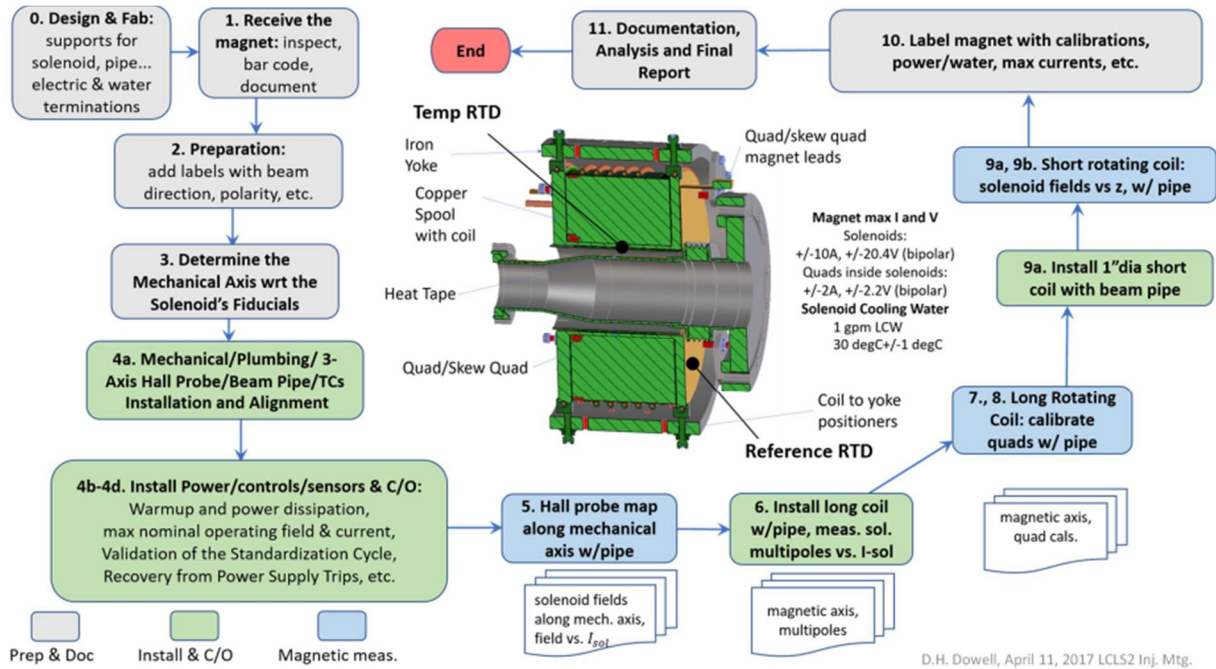 0. Design & Fab:
supports for
solenoid, pipe...
electric & water
terminations
1. Receive the
magnet: inspect,
bar code,
document
2. Preparation:
add labels with beam
direction, polarity, etc.
3. Determine the
Mechanical Axis wrt the
Solenoid's Fiducials
4a. Mechanical/Plumbing/ 3-
Axis Hall Probe/Beam Pipe/TCs
Installation and Alignment
4b-4d. Install Power/controls/sensors & C/O:
Warmup and power dissipation,
max nominal operating field & current,
Validation of the Standardization Cycle,
Recovery from Power Supply Trips, etc.
5. Hall probe map
along mechanical
axis w/pipe
solenoid fields
along mech. axis,
field vs. I_sol
6. Install long coil
w/pipe, meas. sol.
multipoles vs. I-sol
magnetic axis,
multipoles
7., 8. Long Rotating
Coil: calibrate
quads w/ pipe
magnetic axis,
quad cals.
9a. Install 1”dia short
coil with beam pipe
9a, 9b. Short rotating coil:
solenoid fields vs z, w/ pipe
10. Label magnet with calibrations,
power/water, max currents, etc.
11. Documentation,
Analysis and Final
Report
End
Temp RTD
Iron
Yoke
Copper
Spool
with coil
Heat Tape
Quad/Skew Quad
Quad/skew quad
magnet leads
Coil to yoke
positioners
Reference RTD
Magnet max I and V
Solenoids:
+/-10A, +/-20.4V (bipolar)
Quads inside solenoids:
+/-2A, +/-2.2V (bipolar)
Solenoid Cooling Water
1 gpm LCW
30 degC+/-1 degC
Prep & Doc
Install & C/O
Magnetic meas.
D.H. Dowell, April 11, 2017 LCLS2 Inj. Mtg.